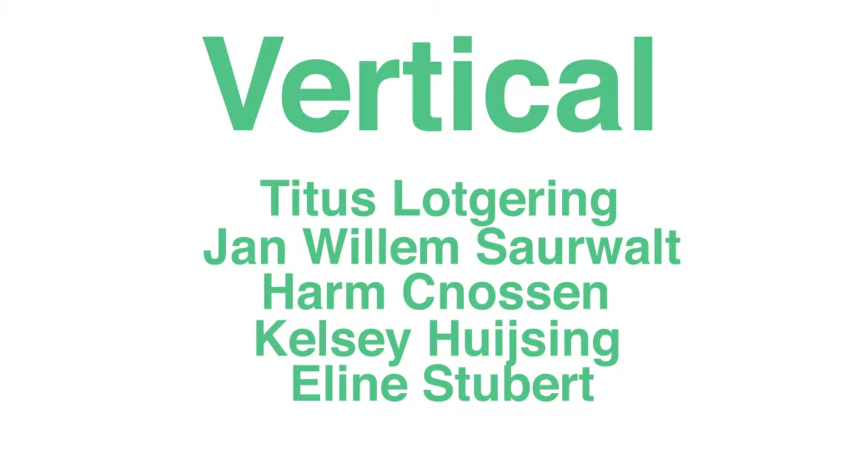 Vertical
Titus Lotgering
Jan Willem Saurwalt
Harm Cnossen
Kelsey Huijsing
Eline Stubert